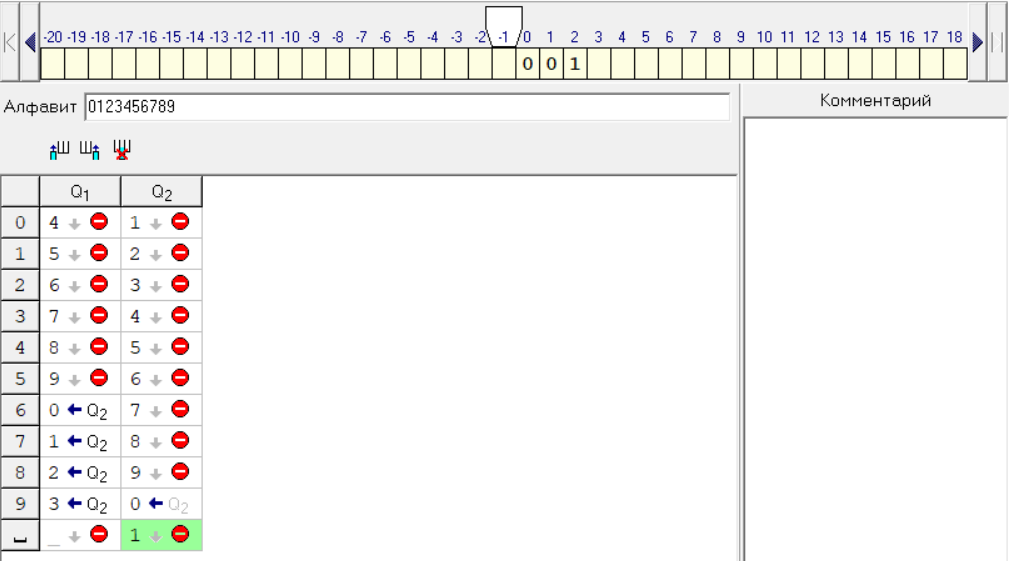 -20 -19 -18 -17 -16 -15 -14 -13 -12 -11 -10 -9 -8 -7 -6 -5 -4 -3 -2 -1 0 1 2 3 4 5 6 7 8 9 10 11 12 13 14 15 16 17 18
0 0 1
Алфавит 0123456789
Комментарий
Q1 Q2
0 4 1
1 5 2
2 6 3
3 7 4
4 8 5
5 9 6
6 0 Q2 7
7 1 Q2 8
8 2 Q2 9
9 3 Q2 0 Q2
_ 1